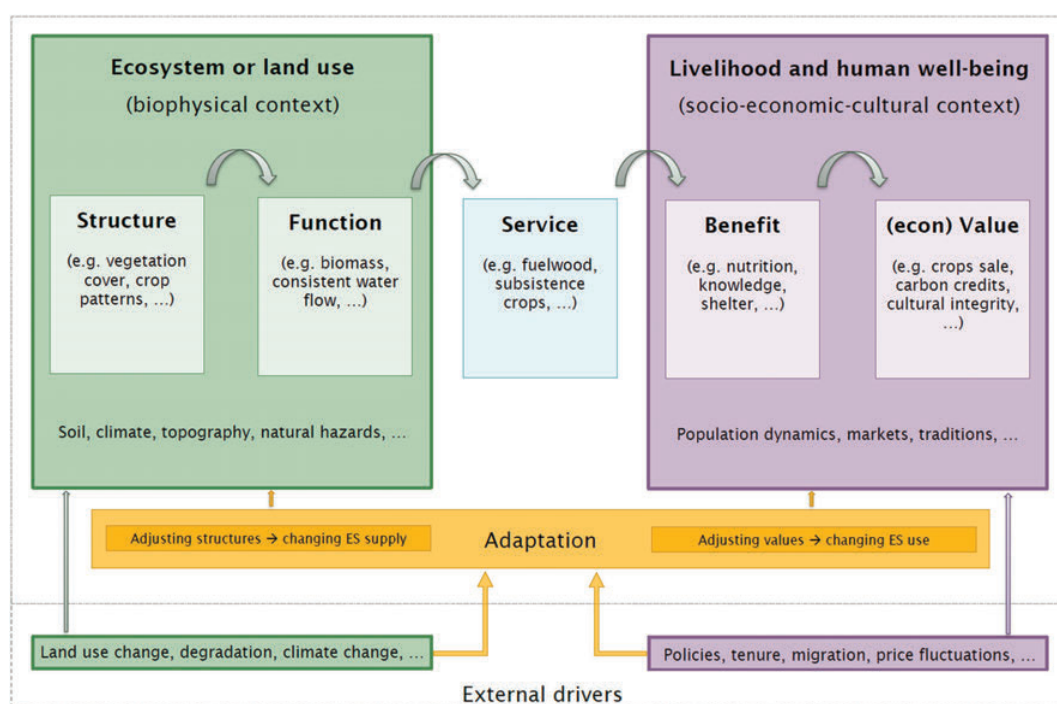 Ecosystem or land use
(biophysical context)
Structure
(e.g. vegetation
cover, crop
patterns, ...)
Function
(e.g. biomass,
consistent water
flow, ...)
Soil, climate, topography, natural hazards, ...
Service
(e.g. fuelwood,
subsistence
crops, ...)
Livelihood and human well-being
(socio-economic-cultural context)
Benefit
(e.g. nutrition,
knowledge,
shelter, ...)
(econ) Value
(e.g. crops sale,
carbon credits,
cultural integrity,
...)
Population dynamics, markets, traditions, ...
Adjusting structures → changing ES supply
Adaptation
Adjusting values → changing ES use
Land use change, degradation, climate change, ...
Policies, tenure, migration, price fluctuations, ...
External drivers